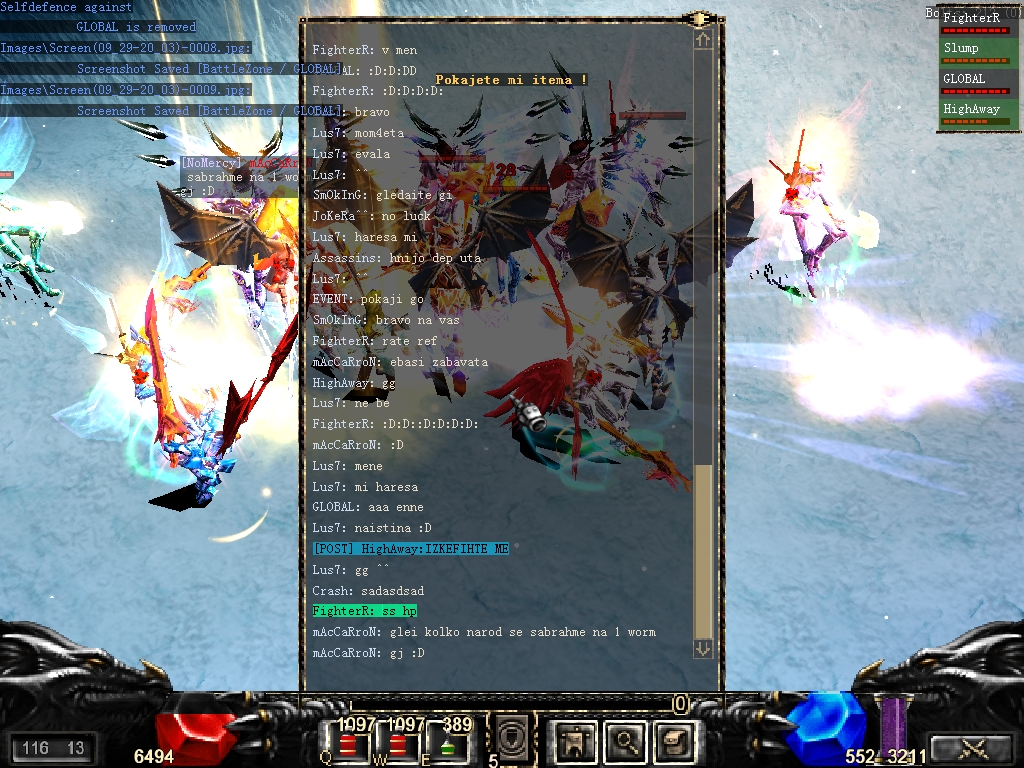 Selfdefence against
GLOBAL is removed
Images\Screen(09_29-20_03)-0008.jpg:
Screenshot Saved [BattleZone / GLOBAL]
Images\Screen(09_29-20_03)-0009.jpg:
Screenshot Saved [BattleZone / GLOBAL]
[NoMercy]
sabrahme na 1 wor
gj :D
FighterR: v men
:D:D:DD
Pokajete mi itema !
FighterR: :D:D:D:D:
bravo
Lus7: mom4eta
Lus7: evala
Lus7: ^^
SmOkInG: gledaite gi
JoKeRa^^: no luck
Lus7: haresa mi
Assassins: hnijo dep uta
Lus7: ^^
EVENT: pokaji go
SmOkInG: bravo na vas
FighterR: rate ref
mAcCaRroN: ebasi zabavata
HighAway: gg
Lus7: ne be
FighterR: :D:D::D:D:D:D:
mAcCaRroN: :D
Lus7: mene
Lus7: mi haresa
GLOBAL: aaa enne
Lus7: naistina :D
[POST] HighAway:IZKEFIHTE ME
Lus7: gg ^^
Crash: sadasdsad
FighterR: ss hp
mAcCaRroN: glei kolko narod se sabrahme na 1 worm
mAcCaRroN: gj :D
FighterR
Slump
GLOBAL
HighAway
0
116 13
6494
1097 1097 389
Q W E
5
552 3211